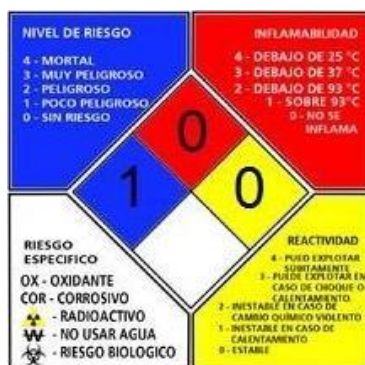 NIVEL DE RIESGO
4 - MORTAL
3 - MUY PELIGROSO
2 - PELIGROSO
1 - POCO PELIGROSO
0 - SIN RIESGO
INFLAMABILIDAD
4 - DEBAJO DE 25 °C
3 - DEBAJO DE 37 °C
2 - DEBAJO DE 93 °C
1 - SOBRE 93°C
0 - NO SE
INFLAMA
0
1
0
RIESGO
ESPECIFICO
OX - OXIDANTE
COR - CORROSIVO
- RADIOACTIVO
W - NO USAR AGUA
- RIESGO BIOLOGICO
REACTIVIDAD
4 - PUED EXPLOTAR
SUBITAMENTE
3 - PUEDE EXPLOTAR EN
CASO DE CHOQUE O
CALENTAMIENTO.
2 - INESTABLE EN CASO DE
CAMBIO QUÍMICO VIOLENTO
1 - INESTABLE EN CASO DE
CALENTAMIENTO
0 - ESTABLE